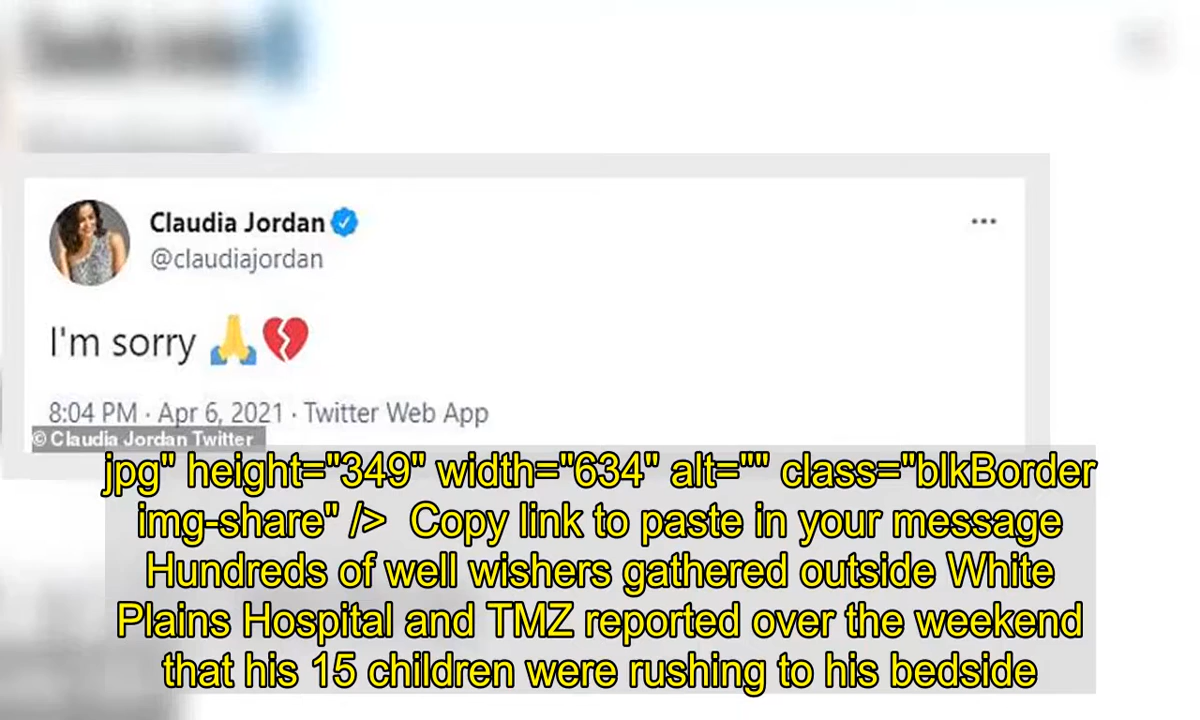 Claudia Jordan
@claudiajordan
I'm sorry 🙏💔
8:04 PM · Apr 6, 2021 · Twitter Web App
© Claudia Jordan Twitter
jpg" height="349" width="634" alt="" class="blkBorder
img-share" /> Copy link to paste in your message
Hundreds of well wishers gathered outside White
Plains Hospital and TMZ reported over the weekend
that his 15 children were rushing to his bedside